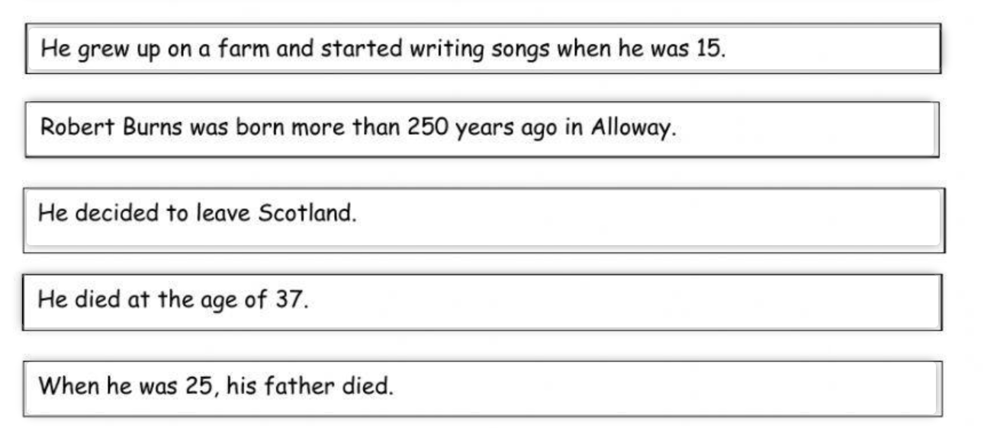 He grew up on a farm and started writing songs when he was 15.
Robert Burns was born more than 250 years ago in Alloway.
He decided to leave Scotland.
He died at the age of 37.
When he was 25, his father died.